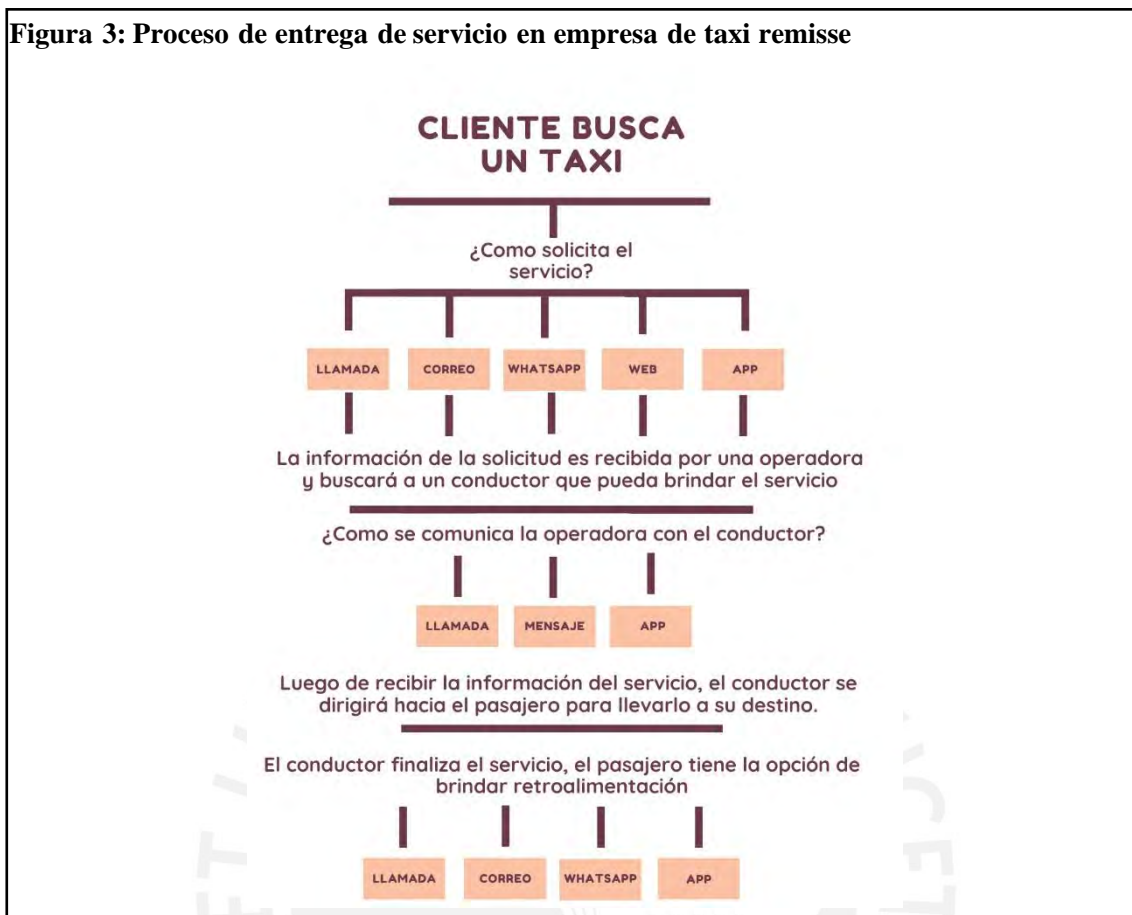 Figura 3: Proceso de entrega de servicio en empresa de taxi remisse
CLIENTE BUSCA
UN TAXI
¿Como solicita el
servicio?
LLAMADA CORREO WHATSAPP WEB APP
La información de la solicitud es recibida por una operadora
y buscará a un conductor que pueda brindar el servicio
¿Como se comunica la operadora con el conductor?
LLAMADA MENSAJE APP
Luego de recibir la información del servicio, el conductor se
dirigirá hacia el pasajero para llevarlo a su destino.
El conductor finaliza el servicio, el pasajero tiene la opción de
brindar retroalimentación
LLAMADA CORREO WHATSAPP APP